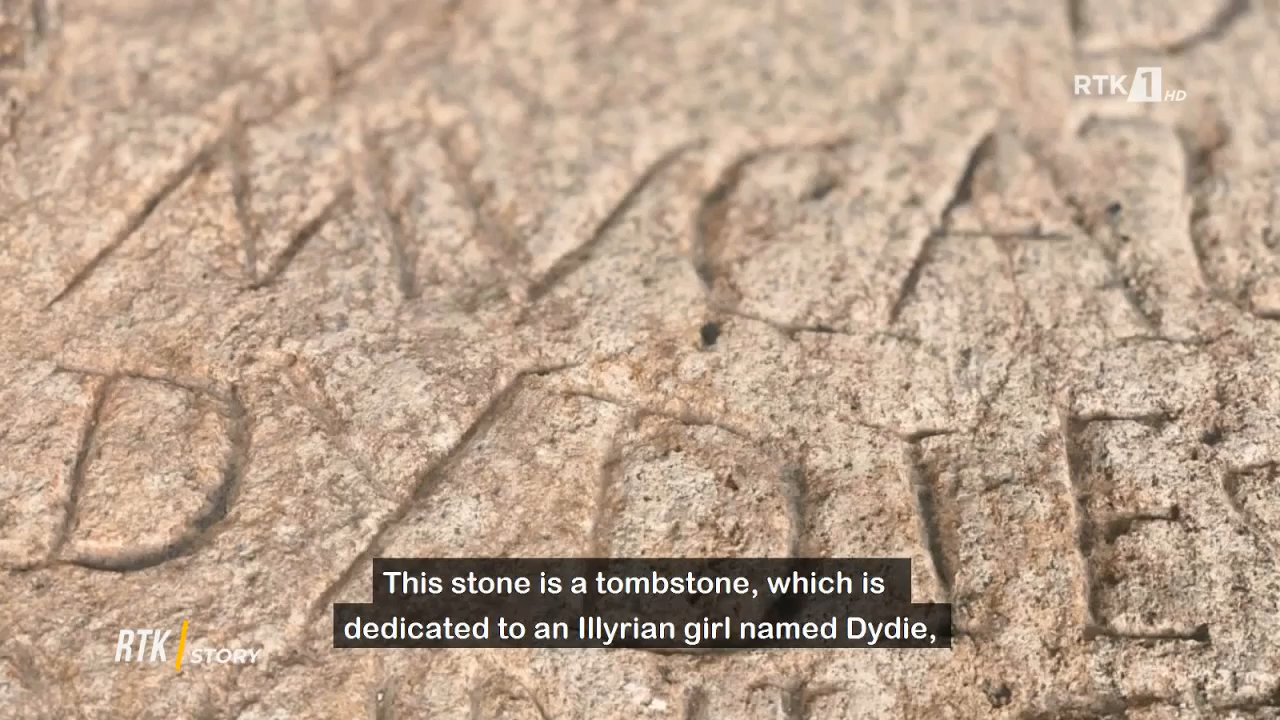 RTK 1 HD
DYDIE
This stone is a tombstone, which is
dedicated to an Illyrian girl named Dydie,
RTK STORY